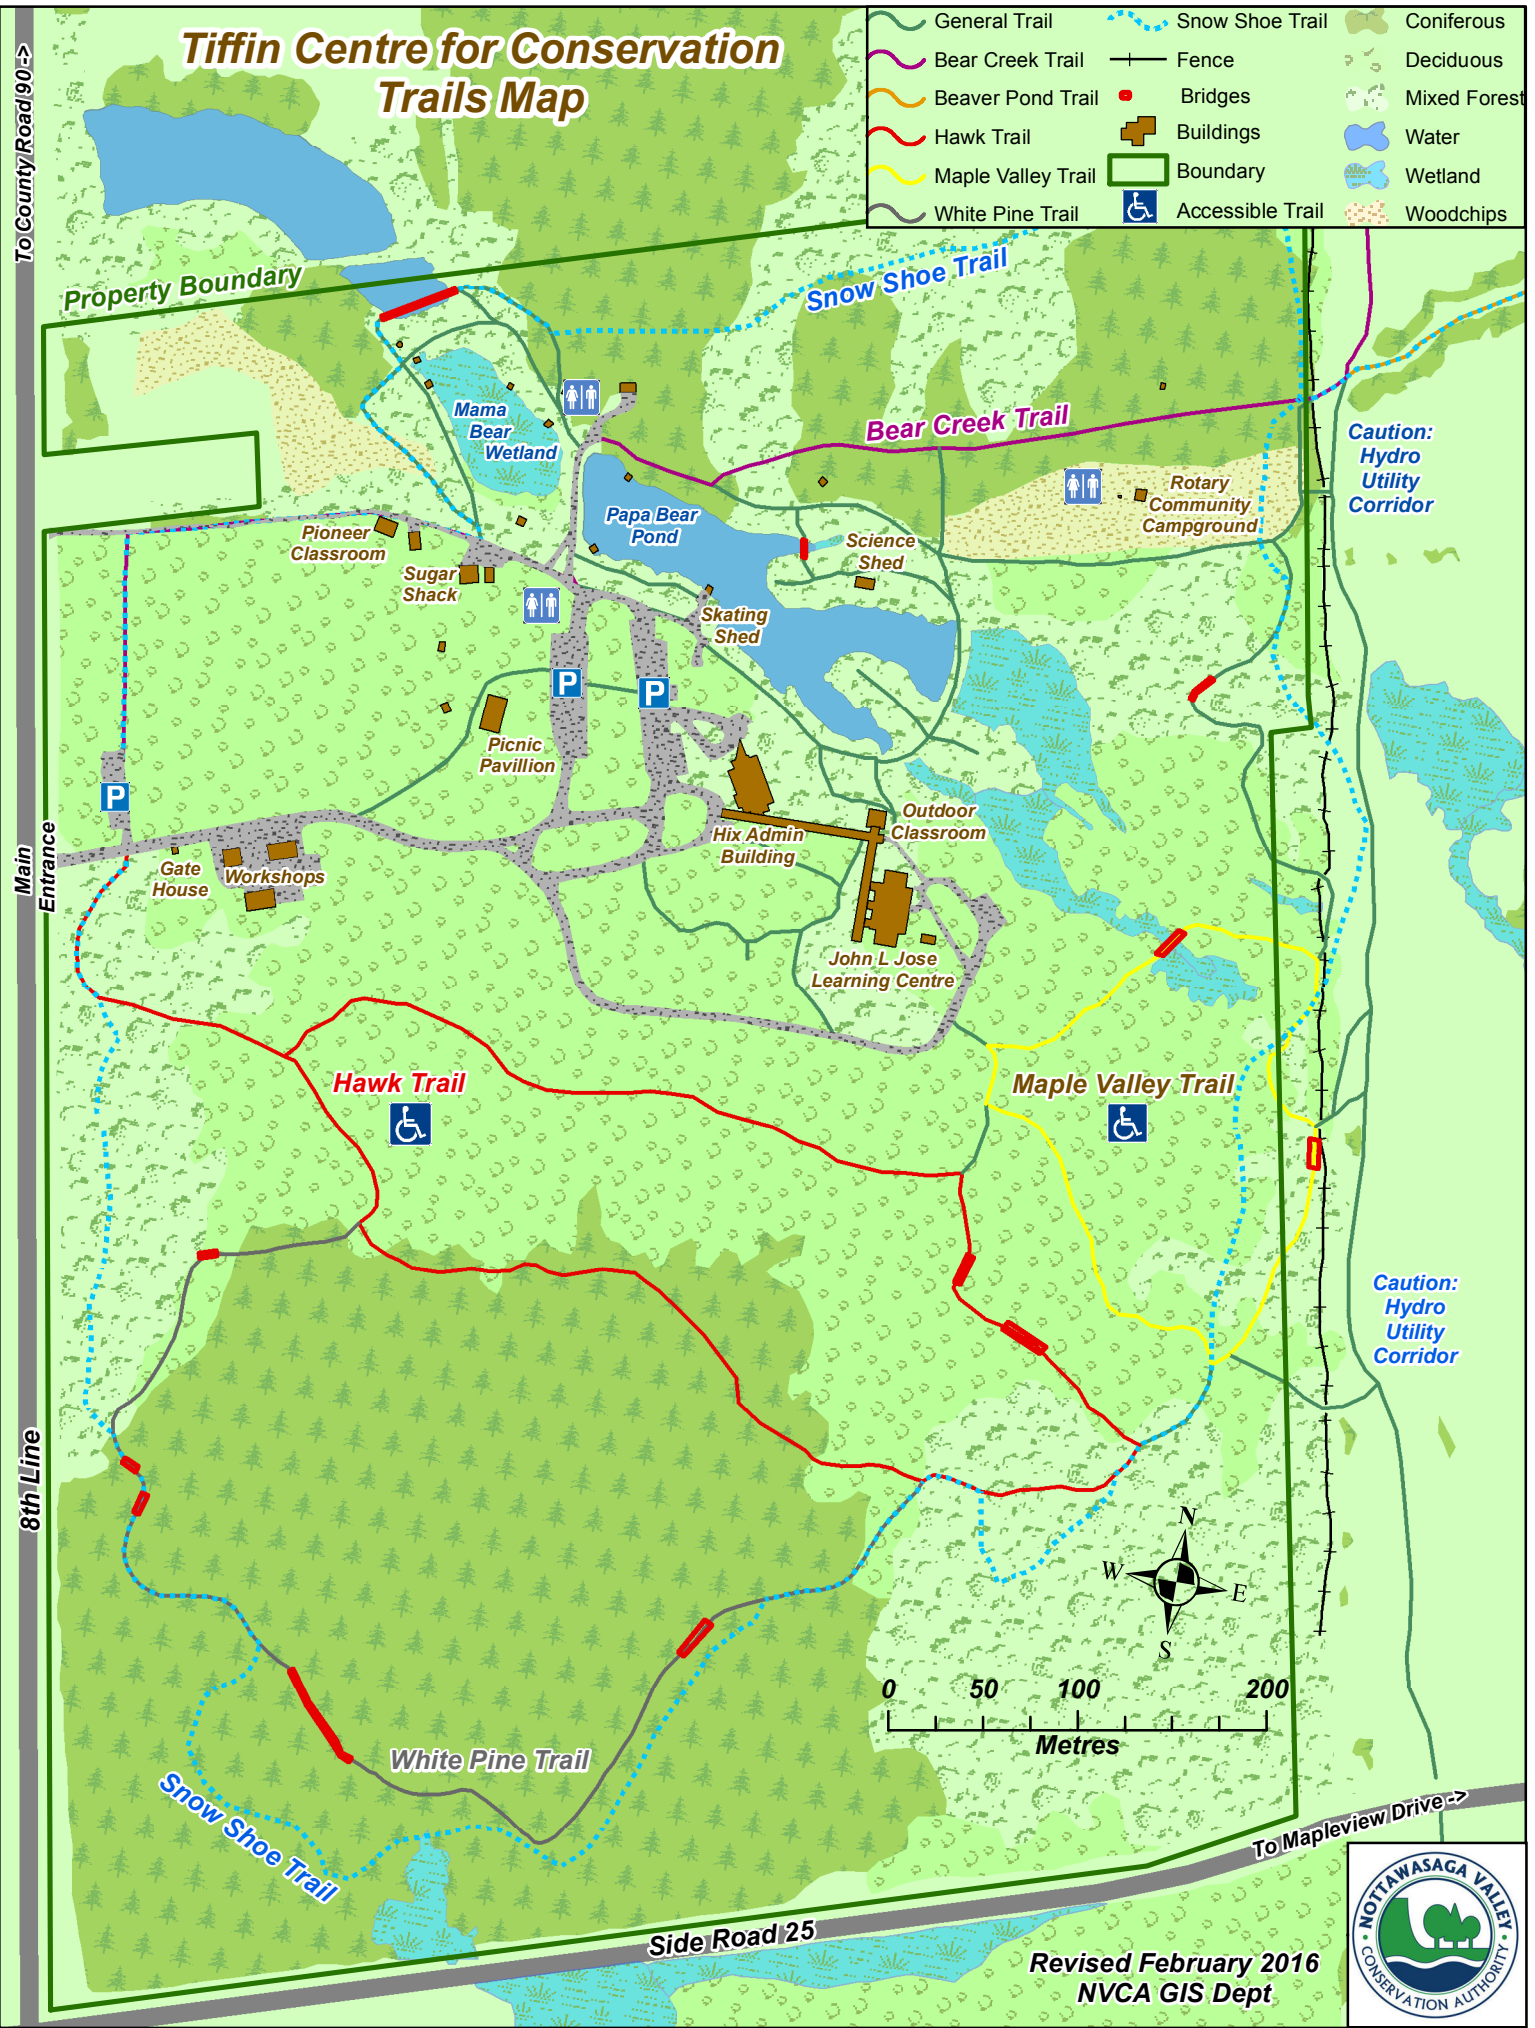 Tiffin Centre for Conservation
Trails Map
General Trail
Bear Creek Trail
Beaver Pond Trail
Hawk Trail
Maple Valley Trail
White Pine Trail
Snow Shoe Trail
Fence
Bridges
Buildings
Boundary
Accessible Trail
Coniferous
Deciduous
Mixed Forest
Water
Wetland
Woodchips
To County Road 90 ->
Property Boundary
Snow Shoe Trail
Mama
Bear
Wetland
Bear Creek Trail
Caution:
Hydro
Utility
Corridor
Rotary
Community
Campground
Papa Bear
Pond
Pioneer
Classroom
Science
Shed
Sugar
Shack
Skating
Shed
P
P
Picnic
Pavillion
P
Outdoor
Classroom
Hix Admin
Building
Main
Entrance
Gate
House
Workshops
John L Jose
Learning Centre
Hawk Trail
Maple Valley Trail
Caution:
Hydro
Utility
Corridor
8th Line
N
W
E
S
0 50 100 200
Metres
White Pine Trail
Snow Shoe Trail
To Mapleview Drive ->
Side Road 25
Revised February 2016
NVCA GIS Dept
NOTTAWASAGA VALLEY
CONSERVATION AUTHORITY